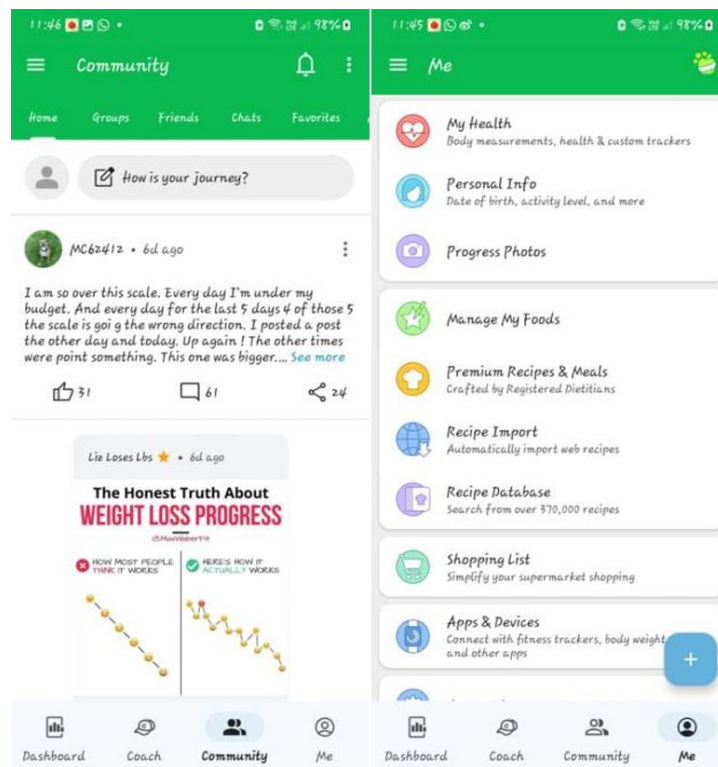 11:46
98%
Community
Home Groups Friends Chats Favorites
How is your journey?
MC62412 • 6d ago
I am so over this scale. Every day I'm under my
budget. And every day for the last 5 days 4 of those 5
the scale is goi g the wrong direction. I posted a post
the other day and today. Up again ! The other times
were point something. This one was bigger.... See more
31 61 24
Liz Loses Lbs • 6d ago
The Honest Truth About
WEIGHT LOSS PROGRESS
HOW MOST PEOPLE
THINK IT WORKS
HERE'S HOW IT
ACTUALLY WORKS
Dashboard Coach Community Me
11:45
98%
Me
My Health
Body measurements, health & custom trackers
Personal Info
Date of birth, activity level, and more
Progress Photos
Manage My Foods
Premium Recipes & Meals
Crafted by Registered Dietitians
Recipe Import
Automatically import web recipes
Recipe Database
Search from over 370,000 recipes
Shopping List
Simplify your supermarket shopping
Apps & Devices
Connect with fitness trackers, body weight
and other apps
Dashboard Coach Community Me